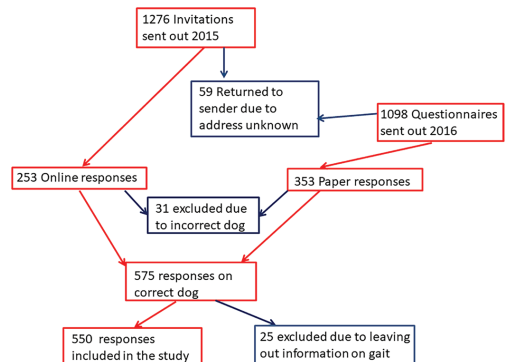 1276 Invitations
sent out 2015
59 Returned to
sender due to
address unknown
1098 Questionnaires
sent out 2016
253 Online responses
353 Paper responses
31 excluded due
to incorrect dog
575 responses on
correct dog
550 responses
included in the study
25 excluded due to leaving
out information on gait